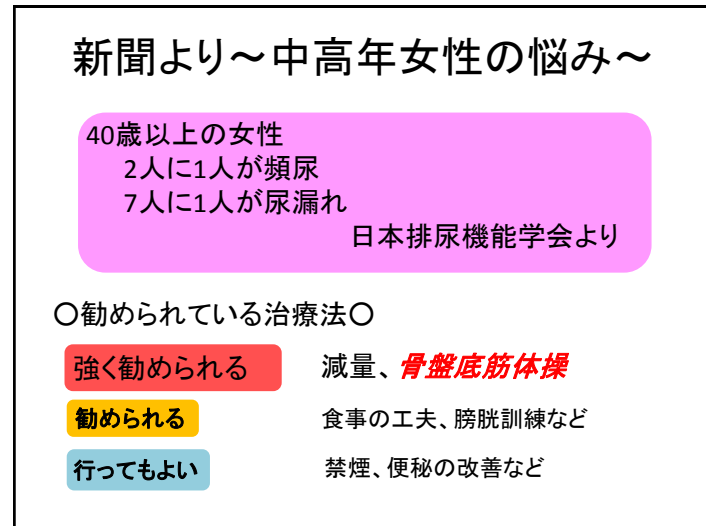 新聞より～中高年女性の悩み～
40歳以上の女性
2人に1人が頻尿
7人に1人が尿漏れ
日本排尿機能学会より
〇勧められている治療法〇
強く勧められる 減量、骨盤底筋体操
勧められる 食事の工夫、膀胱訓練など
行ってもよい 禁煙、便秘の改善など